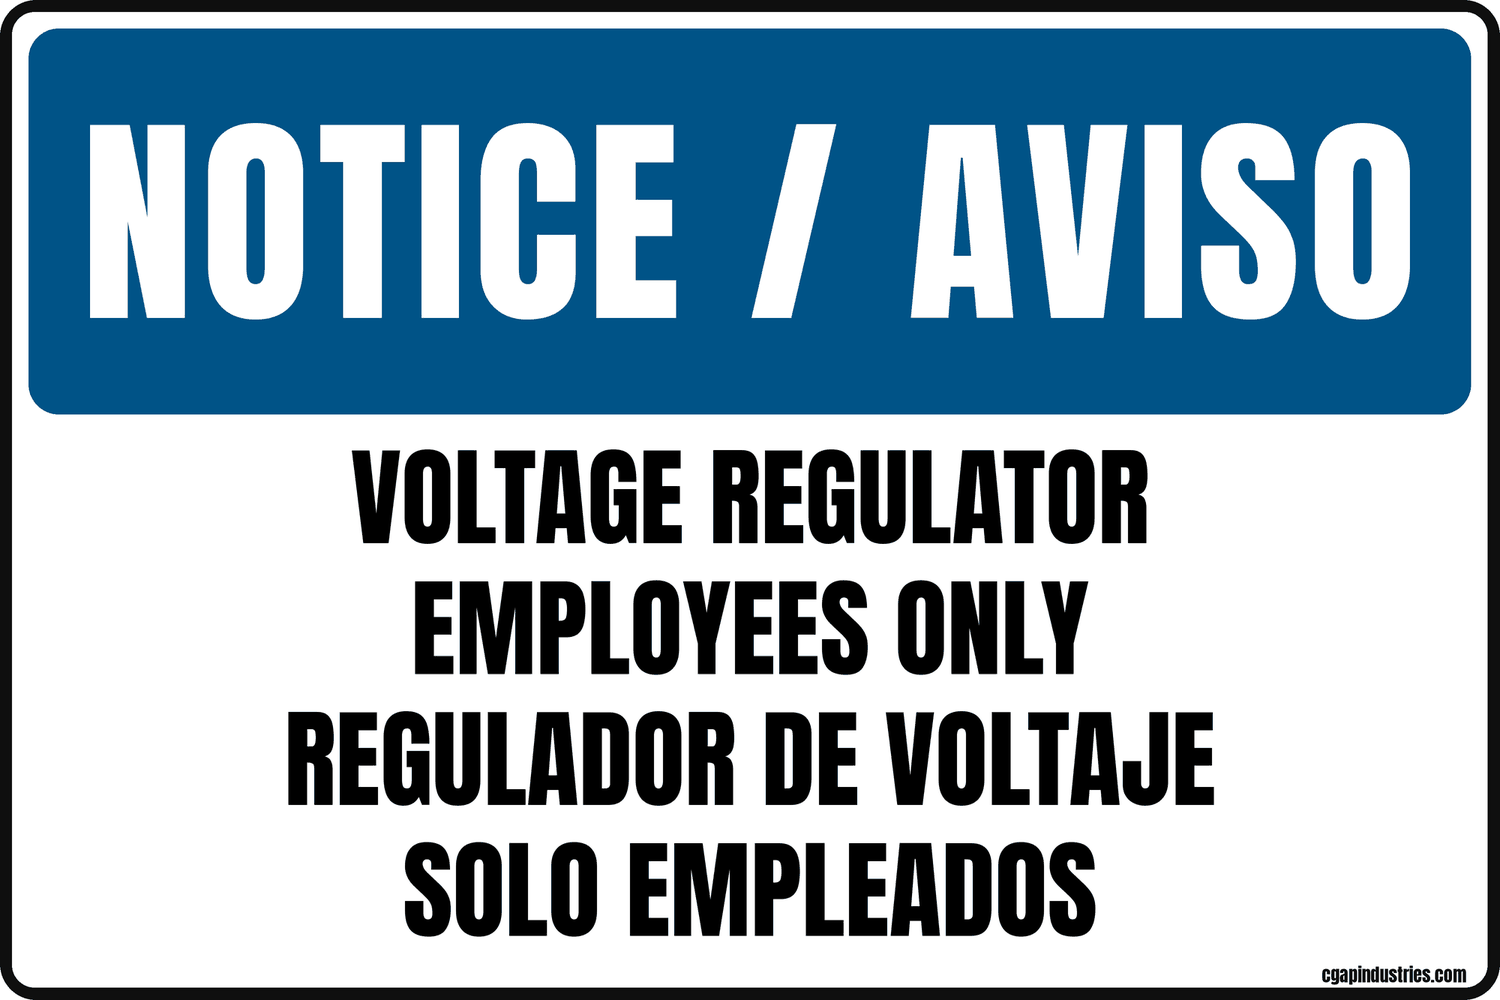 NOTICE / AVISO
VOLTAGE REGULATOR
EMPLOYEES ONLY
REGULADOR DE VOLTAJE
SOLO EMPLEADOS
cgapindustries.com